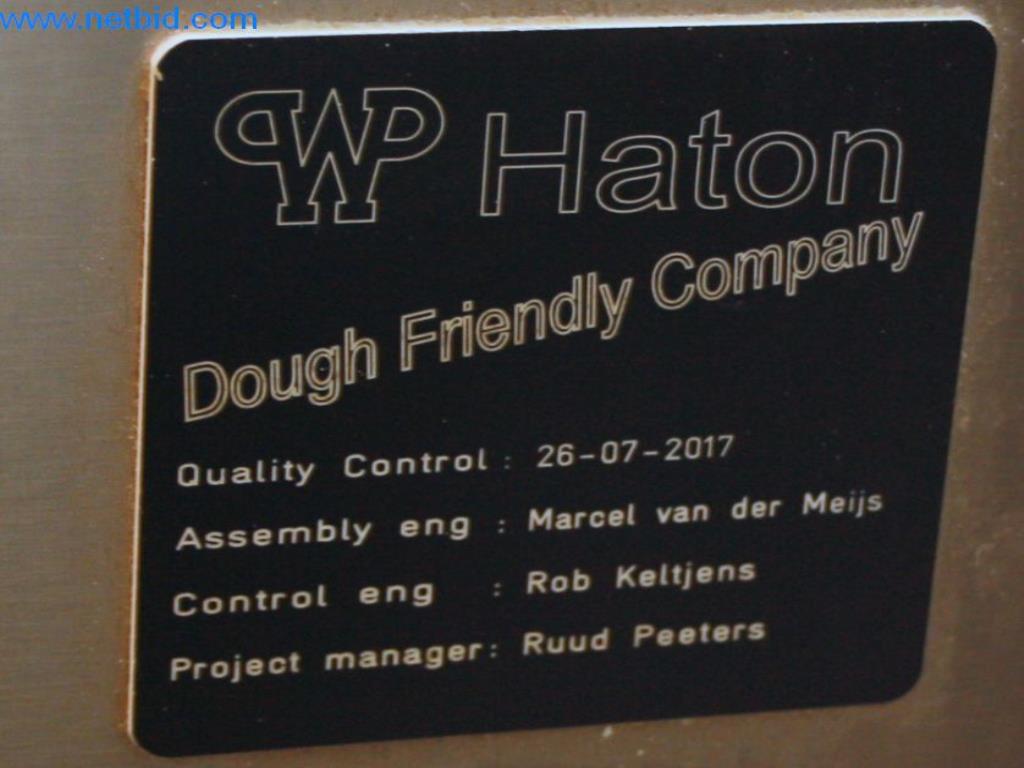 www.netbid.com
WP Haton
Dough Friendly Company
Quality Control : 26-07-2017
Assembly eng : Marcel van der Meijs
Control eng : Rob Keltjens
Project manager: Ruud Peeters